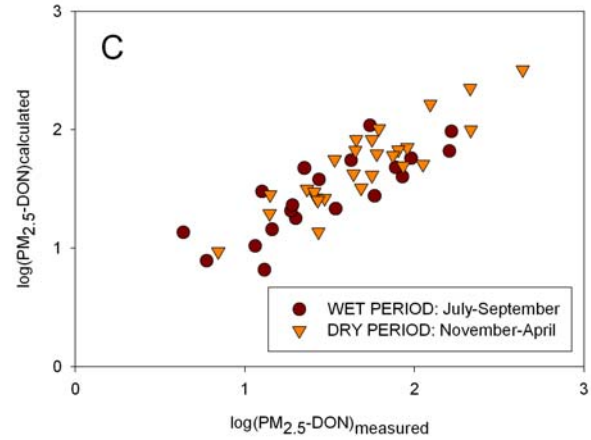 C
3
2
1
0
log(PM2.5-DON)calculated
WET PERIOD: July-September
DRY PERIOD: November-April
0 1 2 3
log(PM2.5-DON)measured